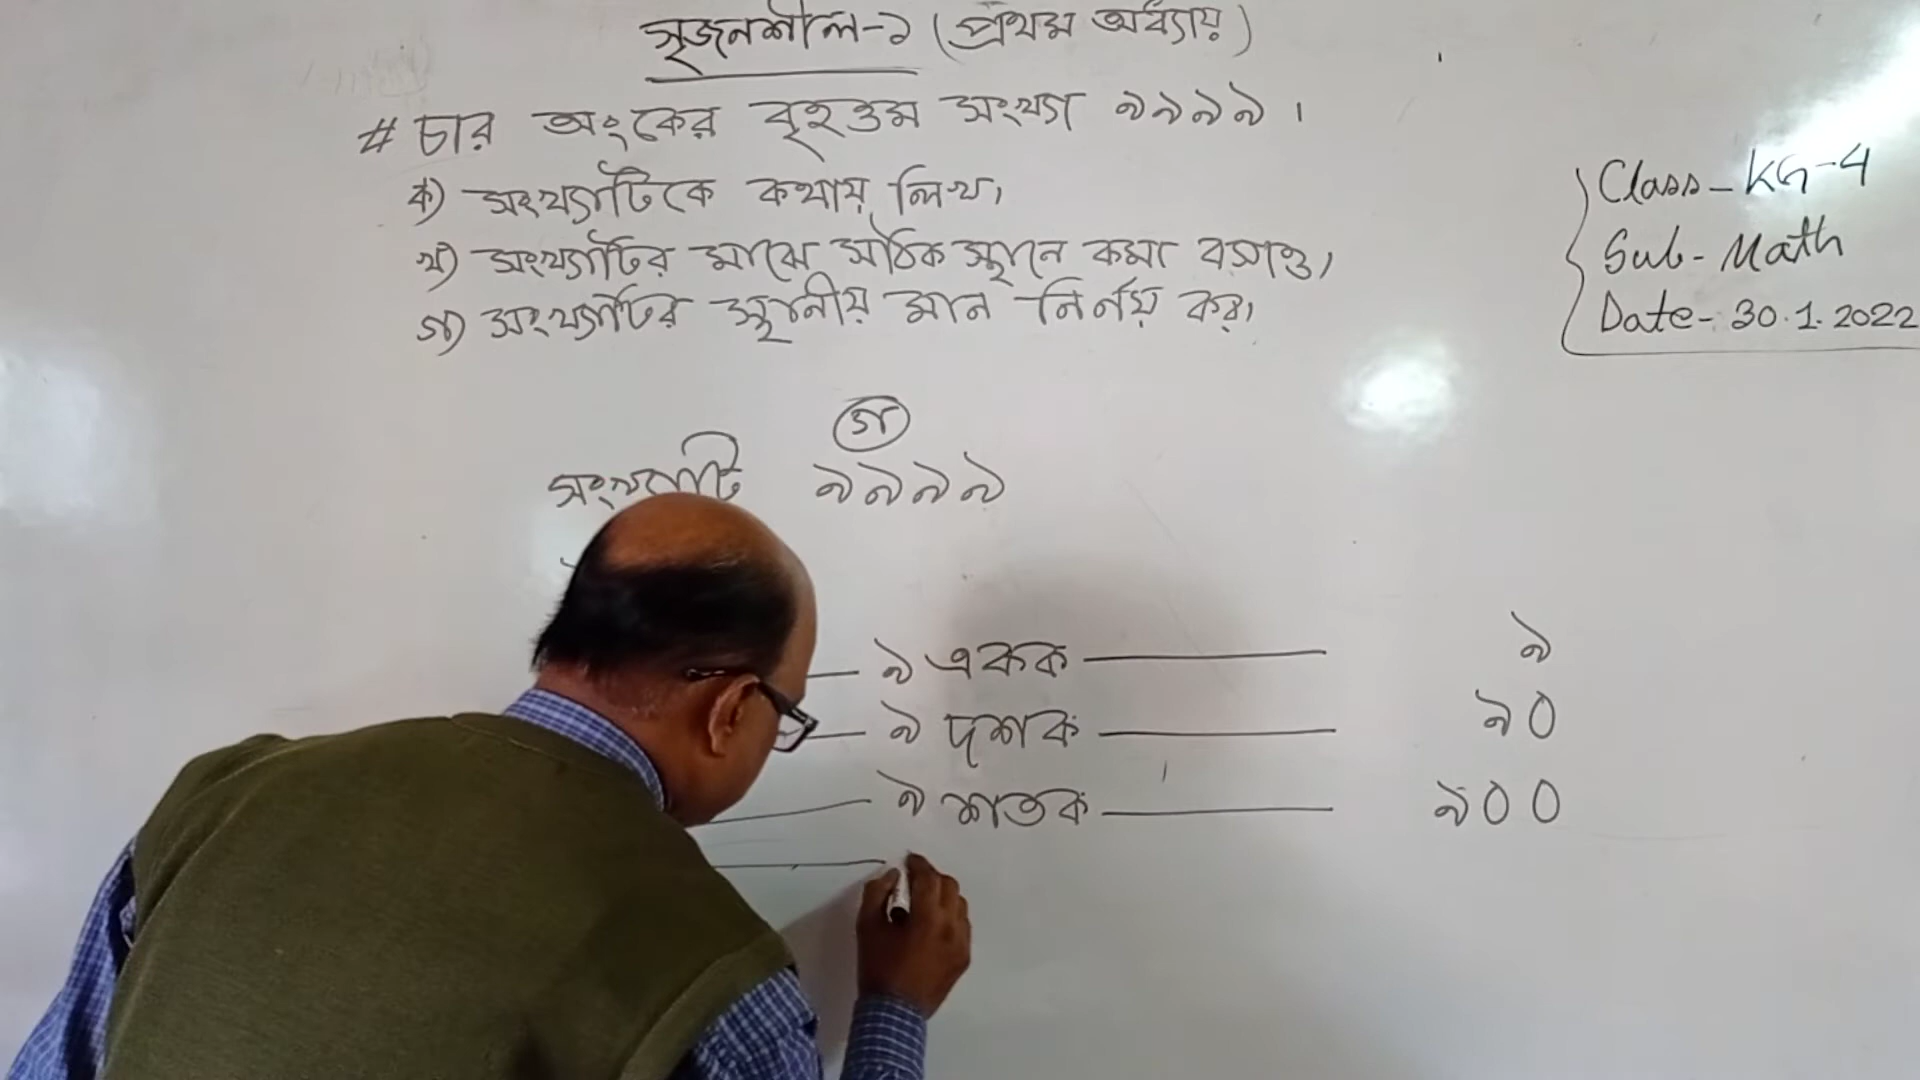 সৃজনশীল-১ (প্রথম অধ্যায়)
# চার অংকের বৃহত্তম সংখ্যা ৯৯৯৯।
ক) সংখ্যাটিকে কথায় লিখ।
খ) সংখ্যাটির মাঝে সঠিক স্থানে কমা বসাও।
গ) সংখ্যাটির স্থানীয় মান নির্ণয় কর।
Class - KG-4
Sub - Math
Date - 30.1.2022
গ
সংখ্যাটি ৯৯৯৯
৯ একক ৯
৯ দশক ৯০
৯ শতক ৯০০